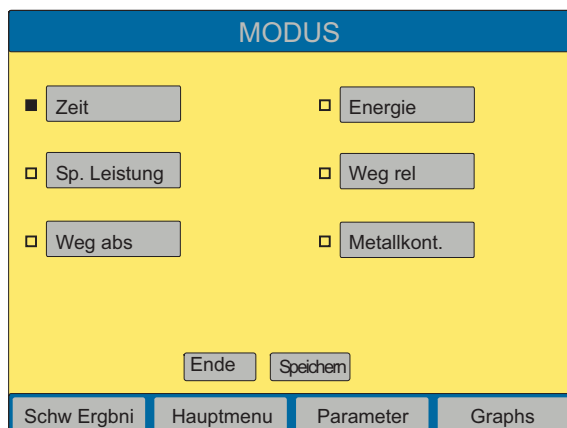 MODUS
Zeit
Energie
Sp. Leistung
Weg rel
Weg abs
Metallkont.
Ende
Speichern
Schw Ergbni
Hauptmenu
Parameter
Graphs